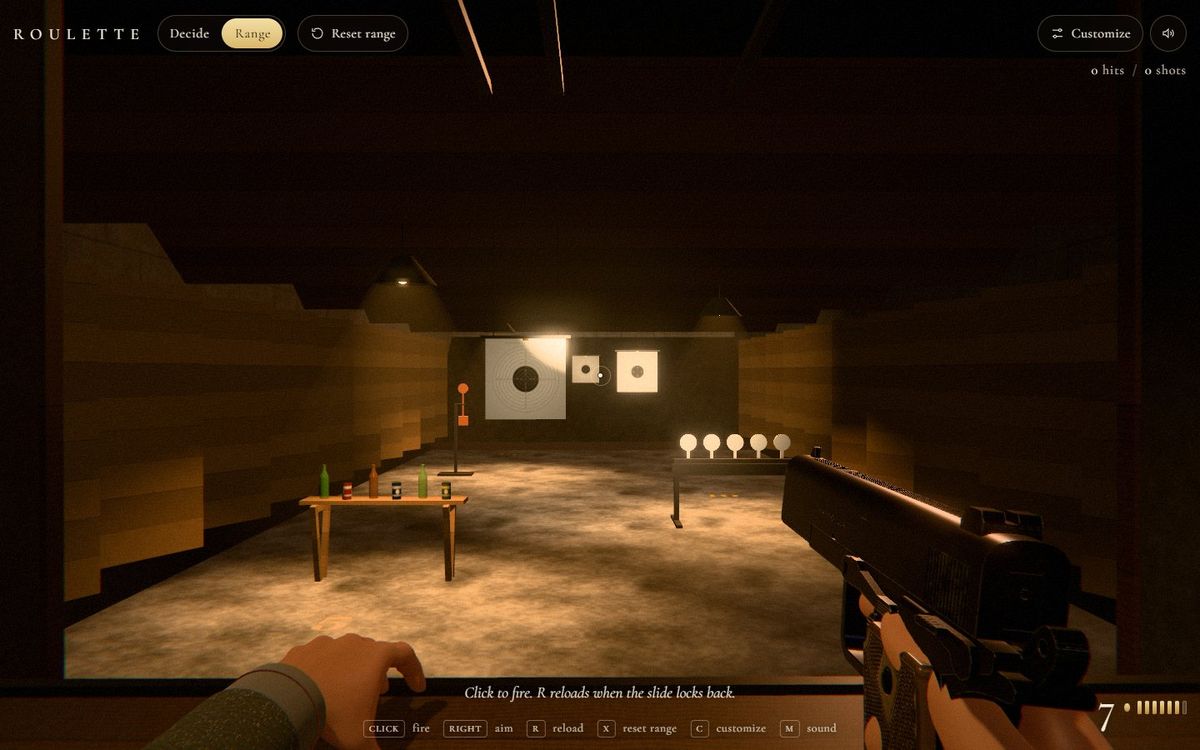 ROULETTE Decide Range Reset range Customize
0 hits / 0 shots
Click to fire. R reloads when the slide locks back.
CLICK fire RIGHT aim R reload X reset range C customize M sound
7